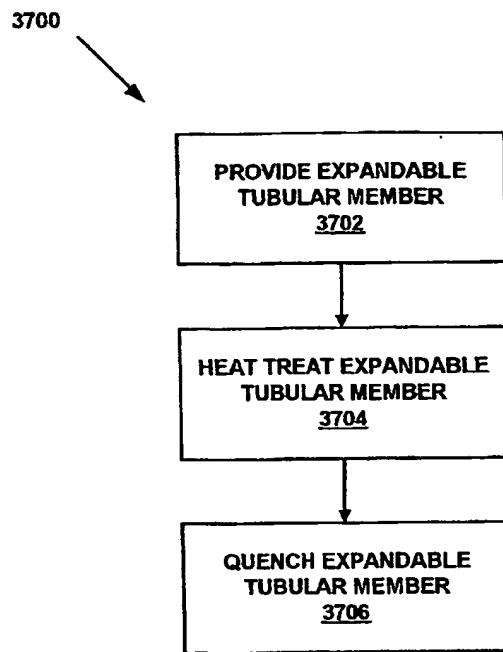 3700
PROVIDE EXPANDABLE
TUBULAR MEMBER
3702
HEAT TREAT EXPANDABLE
TUBULAR MEMBER
3704
QUENCH EXPANDABLE
TUBULAR MEMBER
3706